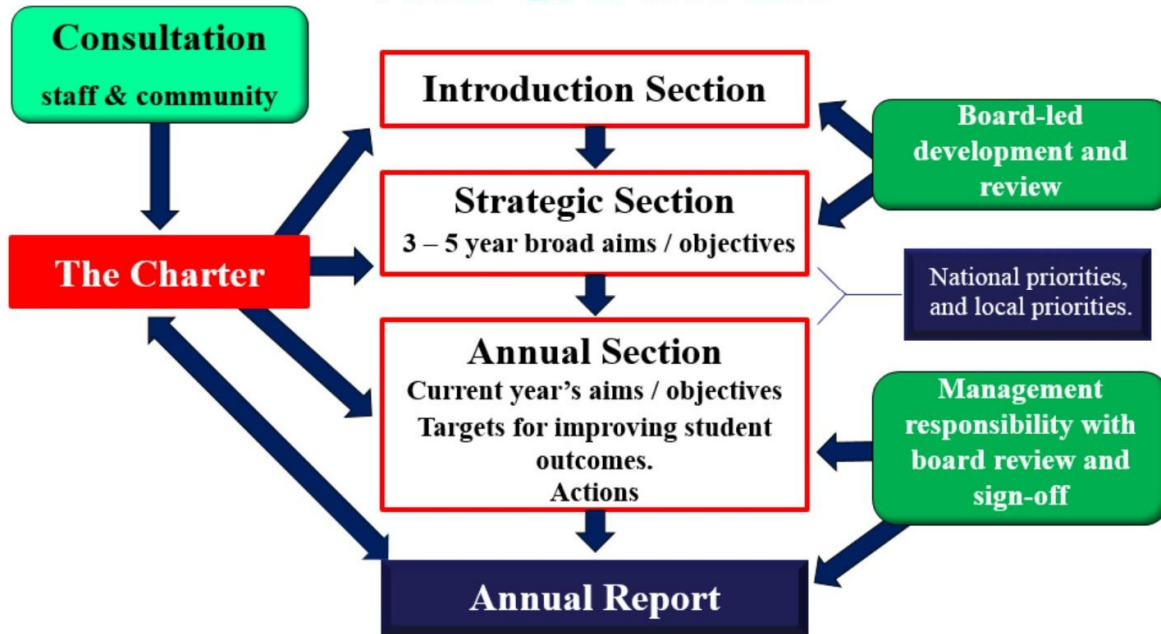 Consultation
staff & community
The Charter
Introduction Section
Strategic Section
3 – 5 year broad aims / objectives
Annual Section
Current year’s aims / objectives
Targets for improving student
outcomes.
Actions
Annual Report
Board-led
development and
review
National priorities,
and local priorities.
Management
responsibility with
board review and
sign-off